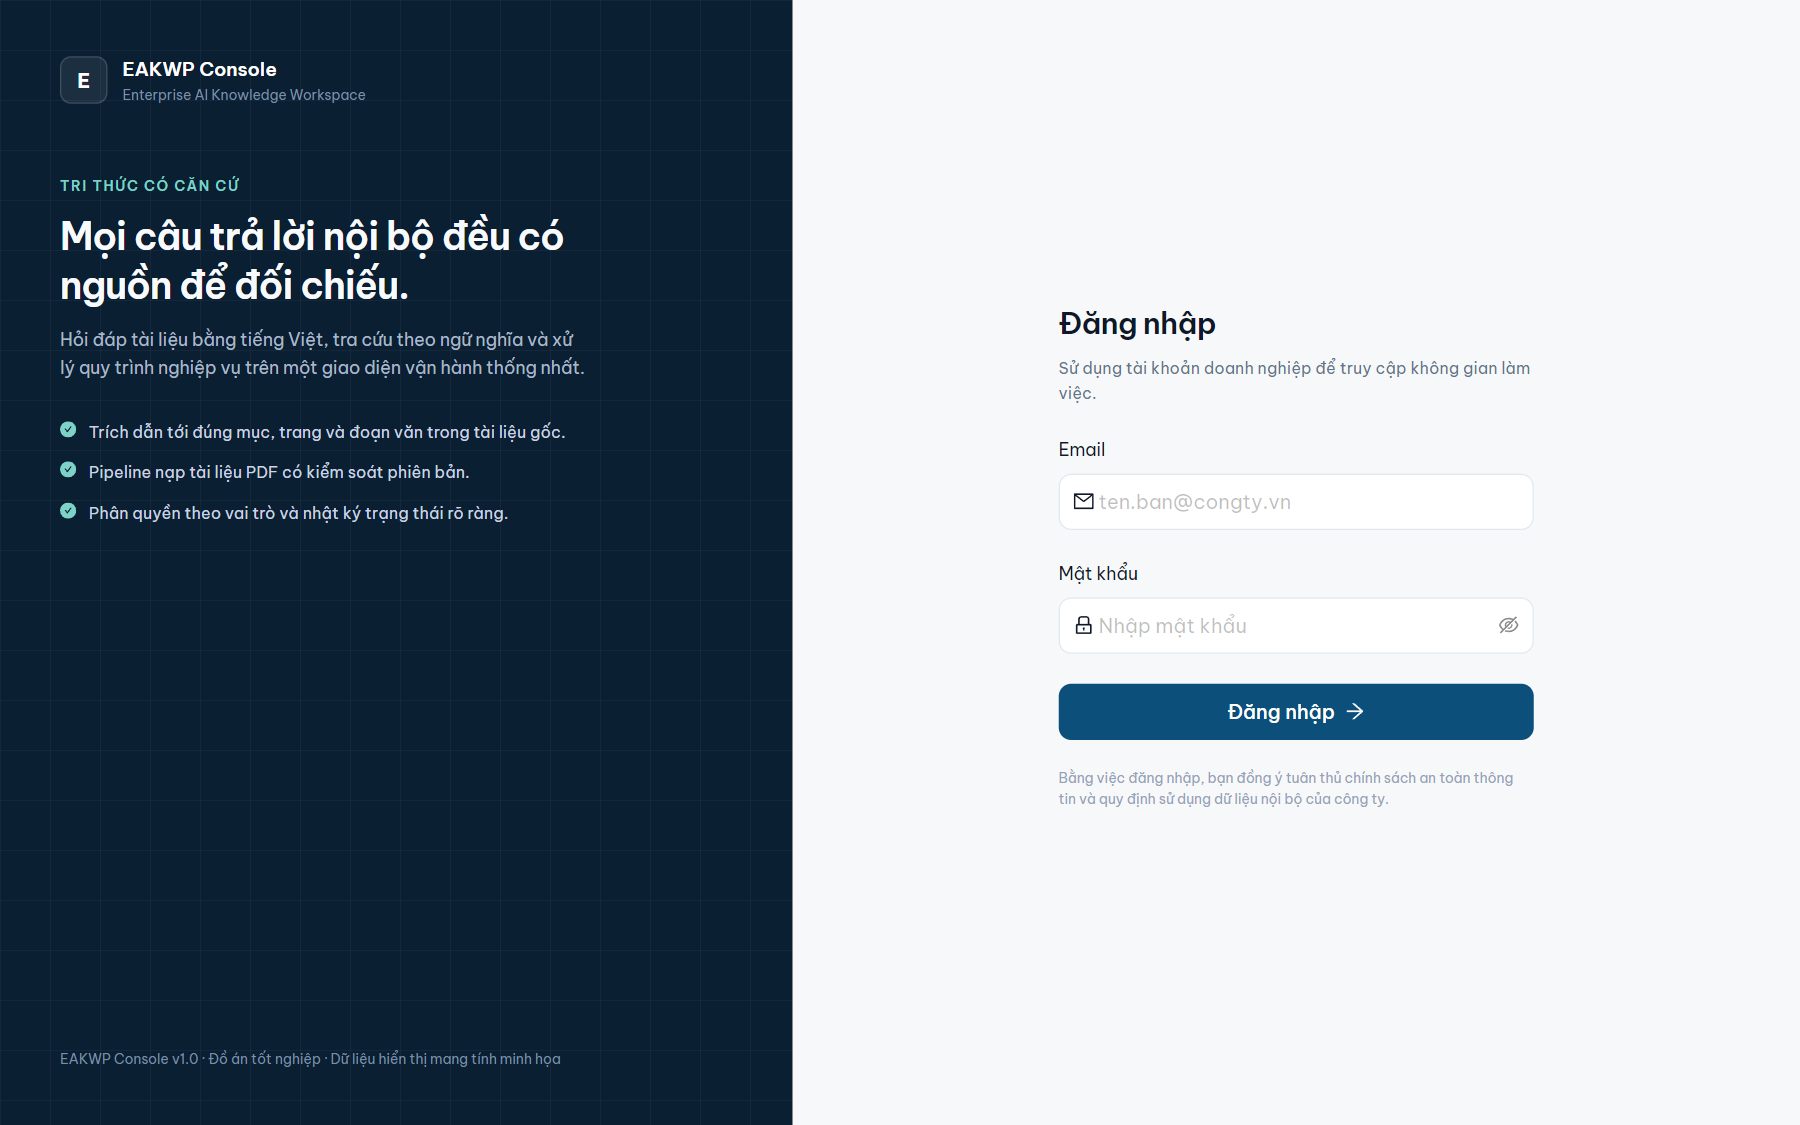 E
EAKWP Console
Enterprise AI Knowledge Workspace
TRI THỨC CÓ CĂN CỨ
Mọi câu trả lời nội bộ đều có
nguồn để đối chiếu.
Hỏi đáp tài liệu bằng tiếng Việt, tra cứu theo ngữ nghĩa và xử
lý quy trình nghiệp vụ trên một giao diện vận hành thống nhất.
Trích dẫn tới đúng mục, trang và đoạn văn trong tài liệu gốc.
Pipeline nạp tài liệu PDF có kiểm soát phiên bản.
Phân quyền theo vai trò và nhật ký trạng thái rõ ràng.
EAKWP Console v1.0 · Đồ án tốt nghiệp · Dữ liệu hiển thị mang tính minh họa
Đăng nhập
Sử dụng tài khoản doanh nghiệp để truy cập không gian làm
việc.
Email
ten.ban@congty.vn
Mật khẩu
Nhập mật khẩu
Đăng nhập →
Bằng việc đăng nhập, bạn đồng ý tuân thủ chính sách an toàn thông
tin và quy định sử dụng dữ liệu nội bộ của công ty.